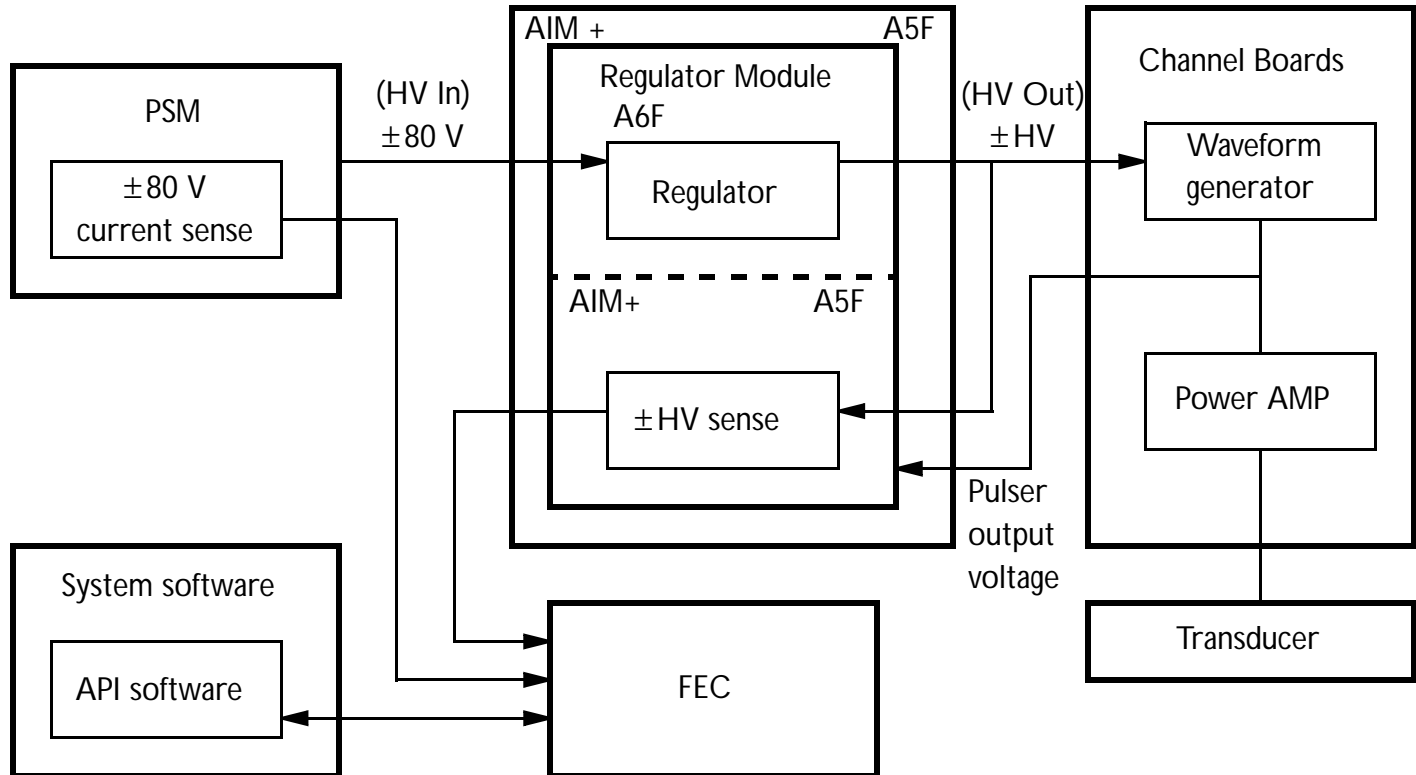 AIM +
A5F
Regulator Module
A6F
Regulator
AIM+
A5F
±HV sense
PSM
±80 V
current sense
(HV In)
±80 V
(HV Out)
±HV
Channel Boards
Waveform
generator
Power AMP
Pulser
output
voltage
Transducer
System software
API software
FEC